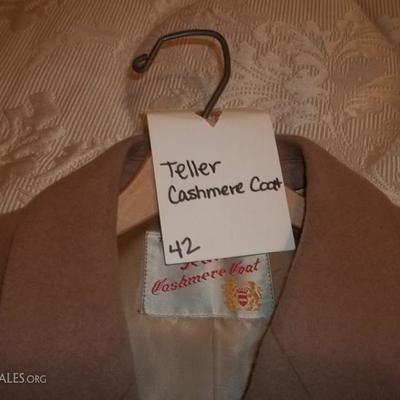 Teller
Cashmere Coat
42
Cashmere Coat
ALES.ORG